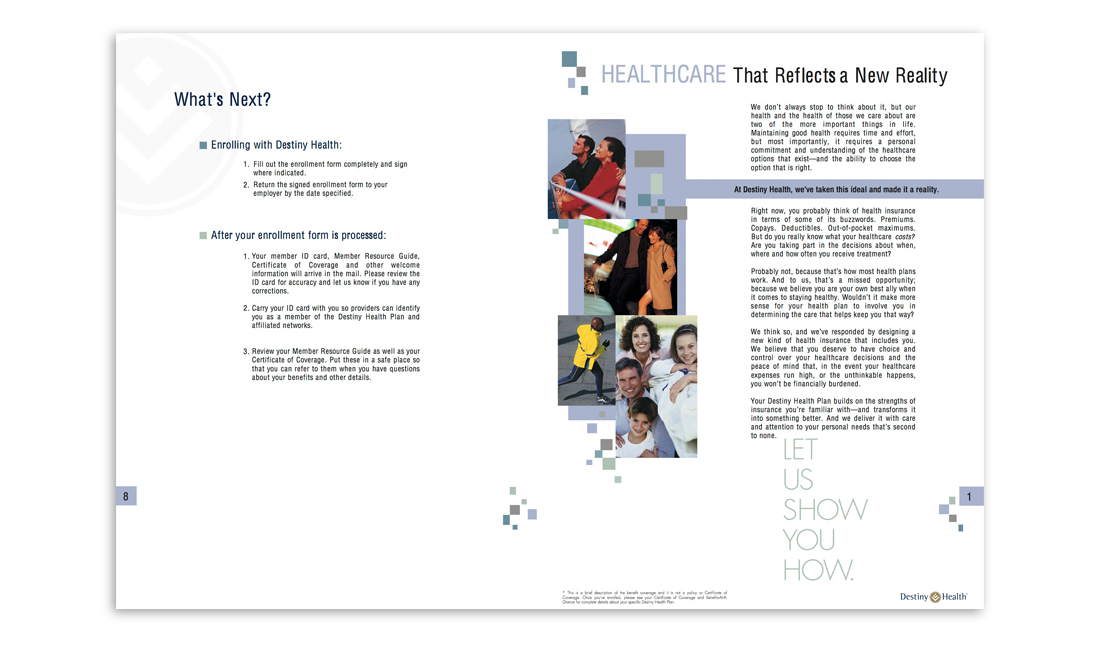 What's Next?
Enrolling with Destiny Health:
1. Fill out the enrollment form completely and sign
where indicated.
2. Return the signed enrollment form to your
employer by the date specified.
After your enrollment form is processed:
1. Your member ID card, Member Resource Guide,
Certificate of Coverage and other welcome
information will arrive in the mail. Please review the
ID card for accuracy and let us know if you have any
corrections.
2. Carry your ID card with you so providers can identify
you as a member of the Destiny Health Plan and
affiliated networks.
3. Review your Member Resource Guide as well as your
Certificate of Coverage. Put these in a safe place so
that you can refer to them when you have questions
about your benefits and other details.
8
HEALTHCARE That Reflects a New Reality
We don't always stop to think about it, but our
health and the health of those we care about are
two of the more important things in life.
Maintaining good health requires time and effort,
but most importantly, it requires a personal
commitment and understanding of the healthcare
options that exist—and the ability to choose the
option that is right.
At Destiny Health, we've taken this ideal and made it a reality.
Right now, you probably think of health insurance
in terms of some of its buzzwords. Premiums.
Copays. Deductibles. Out-of-pocket maximums.
But do you really know what your healthcare costs?
Are you taking part in the decisions about when,
where and how often you receive treatment?
Probably not, because that's how most health plans
work. And to us, that's a missed opportunity;
because we believe you are your own best ally when
it comes to staying healthy. Wouldn't it make more
sense for your health plan to involve you in
determining the care that helps keep you that way?
We think so, and we've responded by designing a
new kind of health insurance that includes you.
We believe that you deserve to have choice and
control over your healthcare decisions and the
peace of mind that, in the event your healthcare
expenses run high, or the unthinkable happens,
you won't be financially burdened.
Your Destiny Health Plan builds on the strengths of
insurance you're familiar with—and transforms it
into something better. And we deliver it with care
and attention to your personal needs that's second
to none.
LET
US
SHOW
YOU
HOW.
1
* This is a brief description of the benefit coverage and it is not a policy or Certificate of
Coverage. Once you've enrolled, please see your Certificate of Coverage and Benefits-At-A-
Glance for complete details about your specific Destiny Health Plan.
Destiny Health